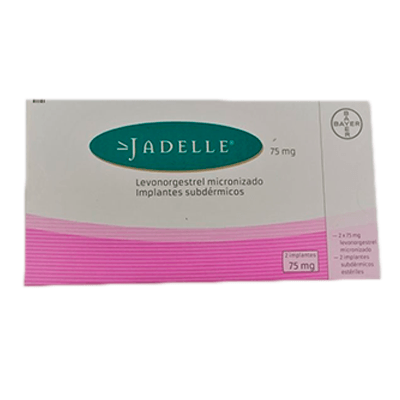 JADELLE®
75 mg
Levonorgestrel micronizado
Implantes subdérmicos
BAYER
BAYER
2 implantes
75 mg
– 2 x 75 mg
levonorgestrel
micronizado
– 2 implantes
subdérmicos
estériles